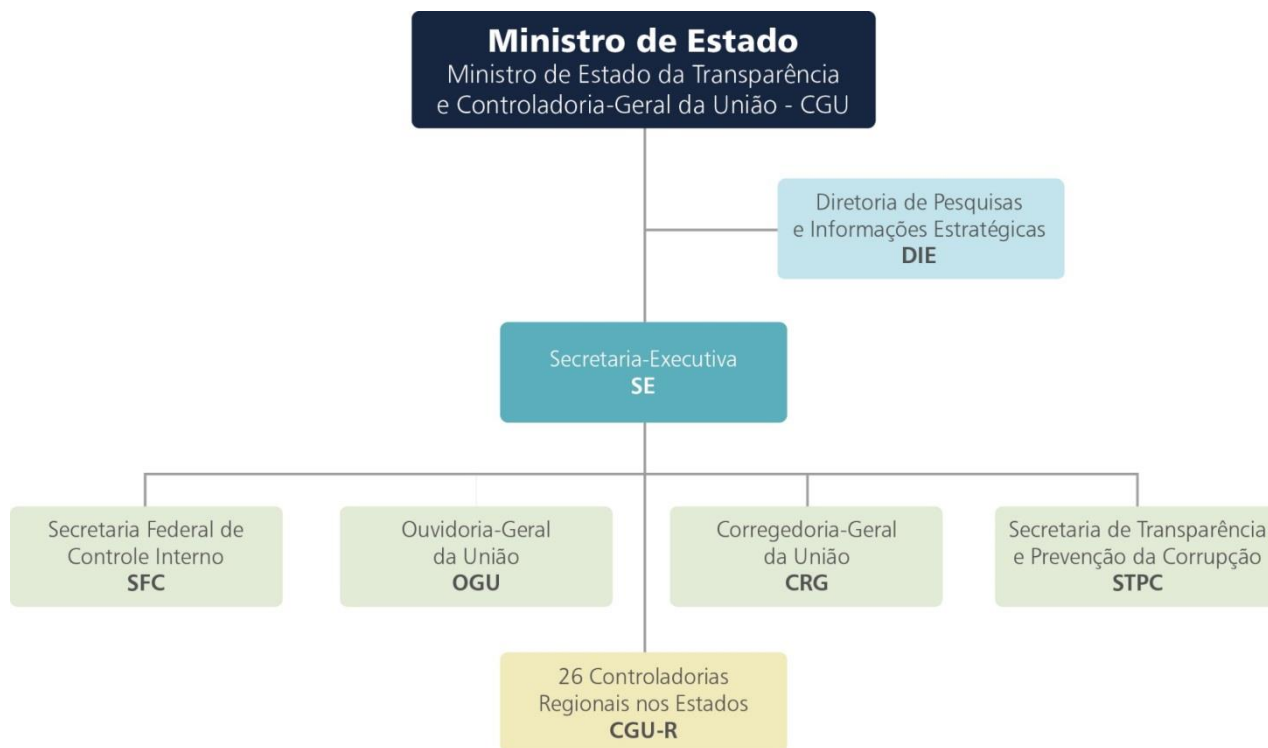 Ministro de Estado
Ministro de Estado da Transparência
e Controladoria-Geral da União - CGU
Diretoria de Pesquisas
e Informações Estratégicas
DIE
Secretaria-Executiva
SE
Secretaria Federal de
Controle Interno
SFC
Ouvidoria-Geral
da União
OGU
Corregedoria-Geral
da União
CRG
Secretaria de Transparência
e Prevenção da Corrupção
STPC
26 Controladorias
Regionais nos Estados
CGU-R